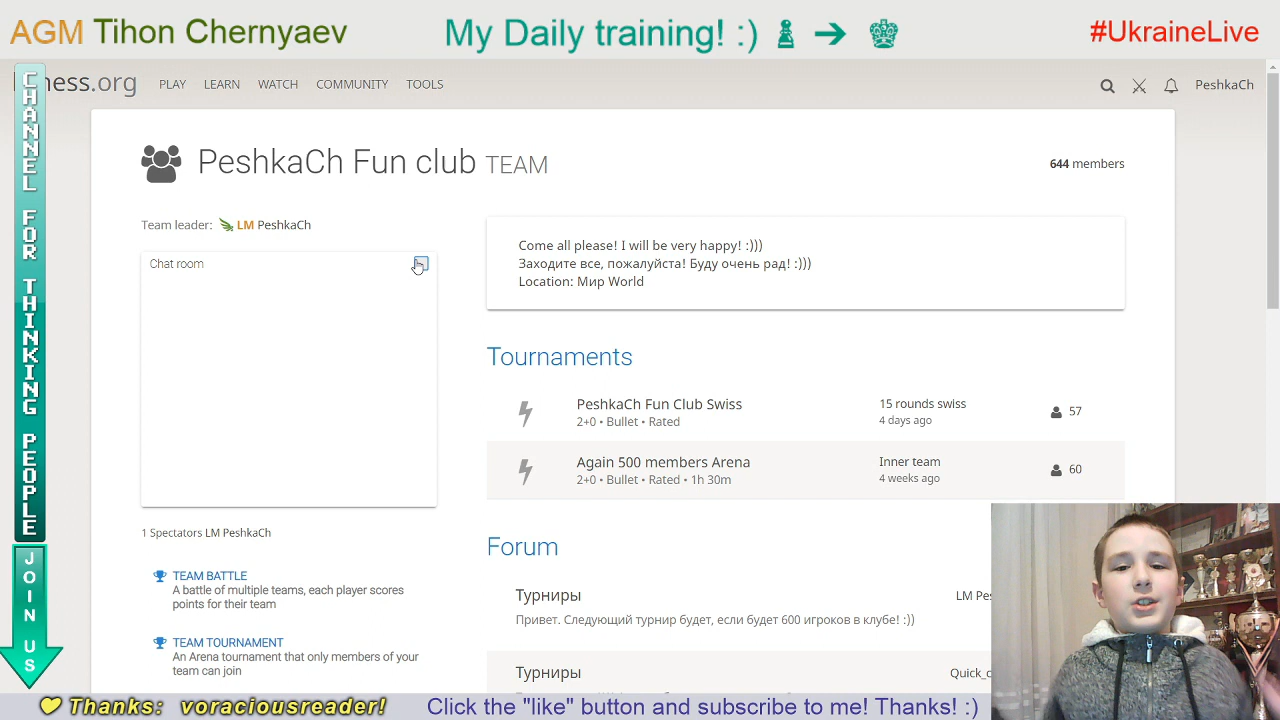 AGM Tihon Chernyaev
My Daily training! :)
#UkraineLive
CHANNEL FOR THINKING PEOPLE
JOIN US
hess.org
PLAY LEARN WATCH COMMUNITY TOOLS
PeshkaCh
PeshkaCh Fun club TEAM
644 members
Team leader: LM PeshkaCh
Chat room
Come all please! I will be very happy! :)))
Заходите все, пожалуйста! Буду очень рад! :)))
Location: Мир World
Tournaments
PeshkaCh Fun Club Swiss
2+0 • Bullet • Rated
15 rounds swiss
4 days ago
57
Again 500 members Arena
2+0 • Bullet • Rated • 1h 30m
Inner team
4 weeks ago
60
1 Spectators LM PeshkaCh
TEAM BATTLE
A battle of multiple teams, each player scores
points for their team
TEAM TOURNAMENT
An Arena tournament that only members of your
team can join
Forum
Турниры
LM Pes
Привет. Следующий турнир будет, если будет 600 игроков в клубе! :))
Турниры
Quick_
Thanks: voraciousreader!
Click the "like" button and subscribe to me! Thanks! :)